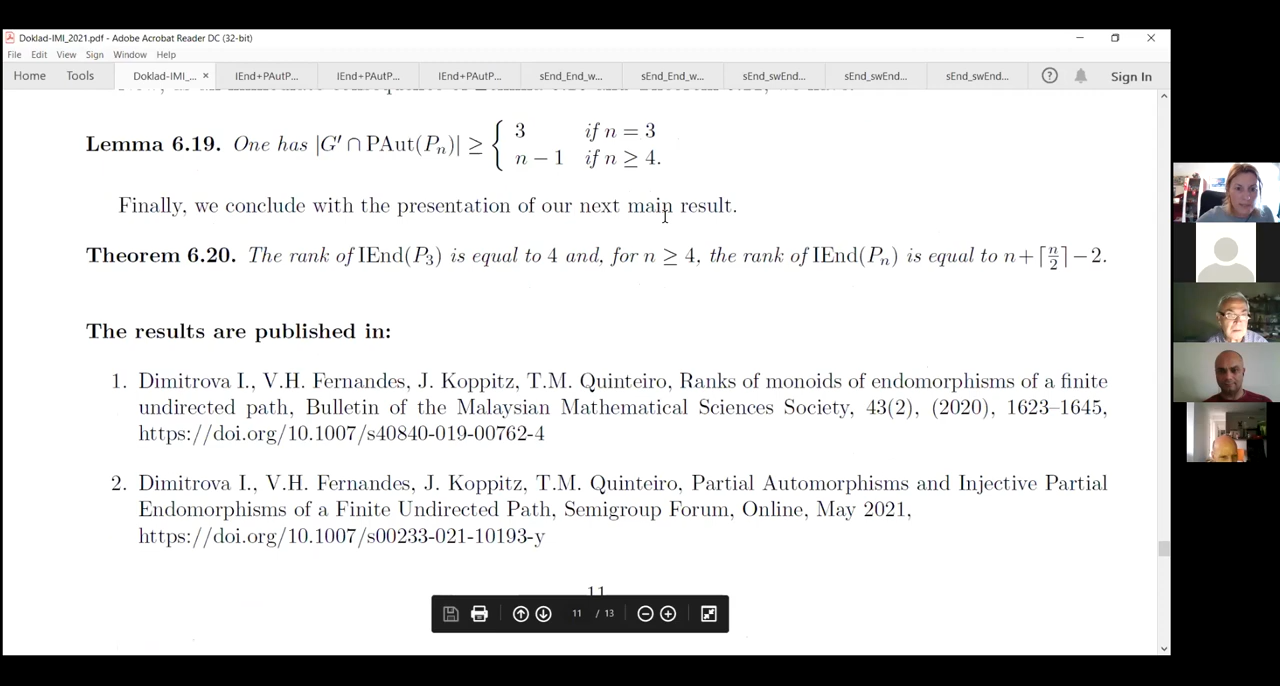 Doklad-IMI_2021.pdf - Adobe Acrobat Reader DC (32-bit)
File Edit View Sign Window Help
Home Tools Doklad-IMI_... × IEnd+PAutP... IEnd+PAutP... IEnd+PAutP... sEnd_End_w... sEnd_End_w... sEnd_swEnd... sEnd_swEnd... sEnd_swEnd... Sign In
Lemma 6.19. One has |G′ ∩ PAut(Pₙ)| ≥ { 3 if n = 3
n − 1 if n ≥ 4.
Finally, we conclude with the presentation of our next main result.
Theorem 6.20. The rank of IEnd(P₃) is equal to 4 and, for n ≥ 4, the rank of IEnd(Pₙ) is equal to n + ⌈n/2⌉ − 2.
The results are published in:
1. Dimitrova I., V.H. Fernandes, J. Koppitz, T.M. Quinteiro, Ranks of monoids of endomorphisms of a finite
undirected path, Bulletin of the Malaysian Mathematical Sciences Society, 43(2), (2020), 1623–1645,
https://doi.org/10.1007/s40840-019-00762-4
2. Dimitrova I., V.H. Fernandes, J. Koppitz, T.M. Quinteiro, Partial Automorphisms and Injective Partial
Endomorphisms of a Finite Undirected Path, Semigroup Forum, Online, May 2021,
https://doi.org/10.1007/s00233-021-10193-y
11
11 / 13